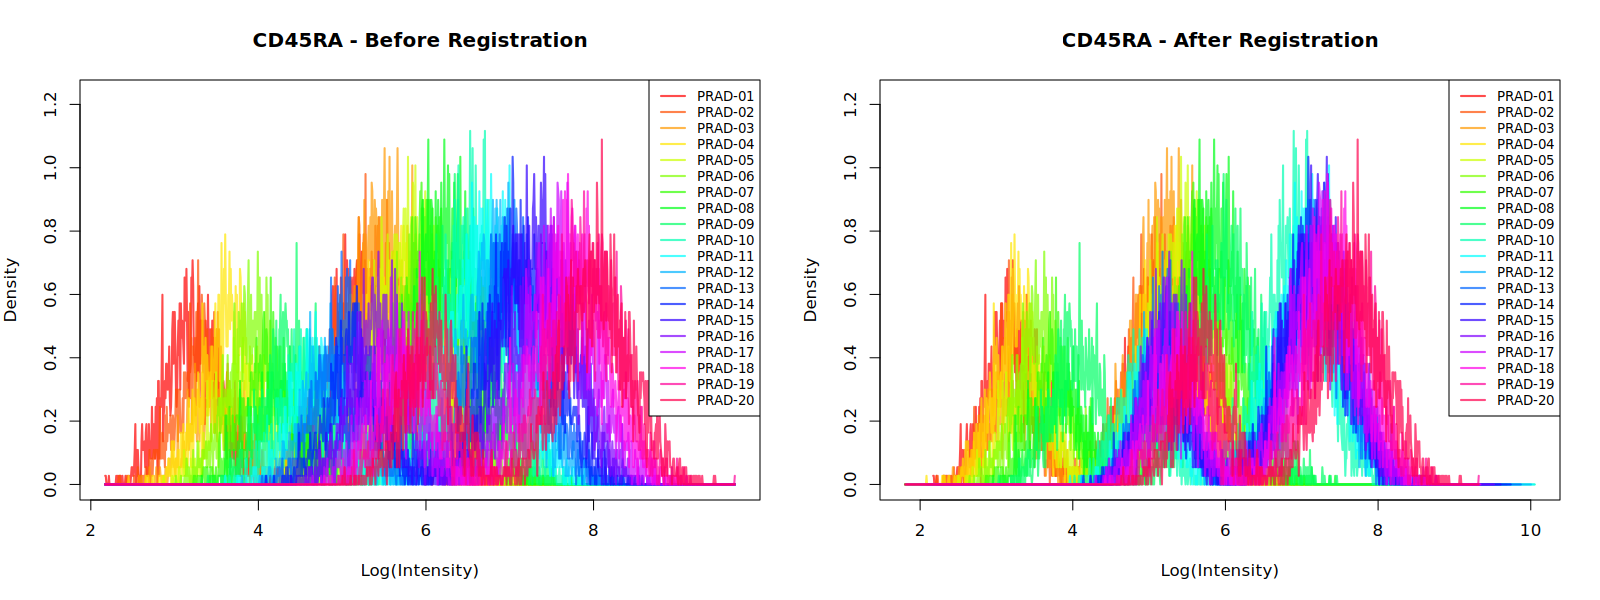 CD45RA - Before Registration
Density
0.0
0.2
0.4
0.6
0.8
1.0
1.2
2
4
6
8
Log(Intensity)
PRAD-01
PRAD-02
PRAD-03
PRAD-04
PRAD-05
PRAD-06
PRAD-07
PRAD-08
PRAD-09
PRAD-10
PRAD-11
PRAD-12
PRAD-13
PRAD-14
PRAD-15
PRAD-16
PRAD-17
PRAD-18
PRAD-19
PRAD-20
CD45RA - After Registration
Density
0.0
0.2
0.4
0.6
0.8
1.0
1.2
2
4
6
8
10
Log(Intensity)
PRAD-01
PRAD-02
PRAD-03
PRAD-04
PRAD-05
PRAD-06
PRAD-07
PRAD-08
PRAD-09
PRAD-10
PRAD-11
PRAD-12
PRAD-13
PRAD-14
PRAD-15
PRAD-16
PRAD-17
PRAD-18
PRAD-19
PRAD-20